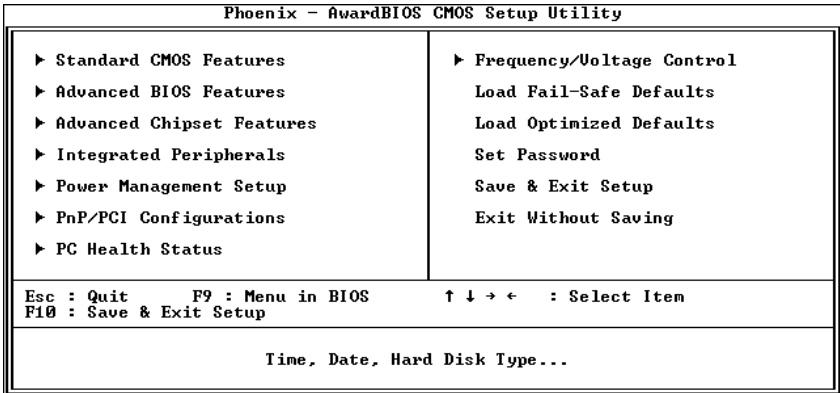 Phoenix - AwardBIOS CMOS Setup Utility
▶ Standard CMOS Features
▶ Advanced BIOS Features
▶ Advanced Chipset Features
▶ Integrated Peripherals
▶ Power Management Setup
▶ PnP/PCI Configurations
▶ PC Health Status
▶ Frequency/Voltage Control
Load Fail-Safe Defaults
Load Optimized Defaults
Set Password
Save & Exit Setup
Exit Without Saving
Esc : Quit F9 : Menu in BIOS ↑ ↓ → ← : Select Item
F10 : Save & Exit Setup
Time, Date, Hard Disk Type...